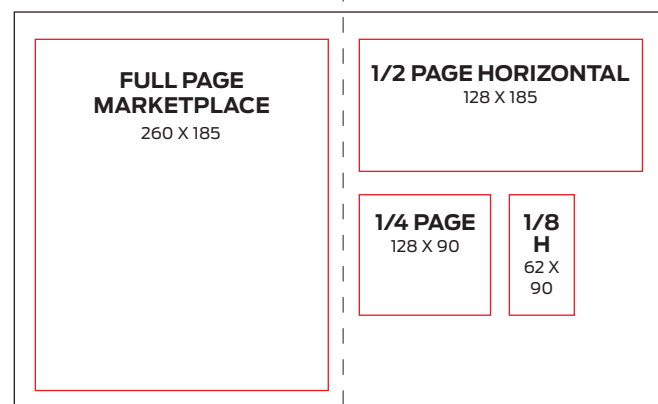 FULL PAGE
MARKETPLACE
260 X 185
1/2 PAGE HORIZONTAL
128 X 185
1/4 PAGE
128 X 90
1/8
H
62 X
90